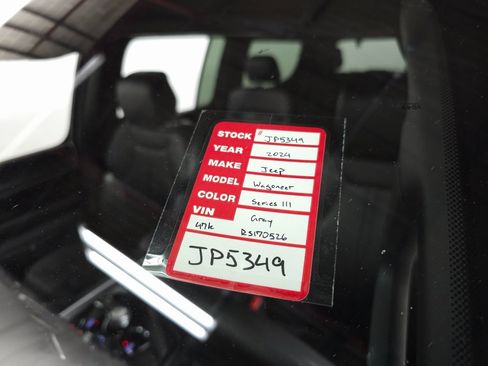 STOCK # JP5349
YEAR 2024
MAKE Jeep
MODEL Wagoneer
COLOR Series III
VIN Gray
47k RS170526
JP5349